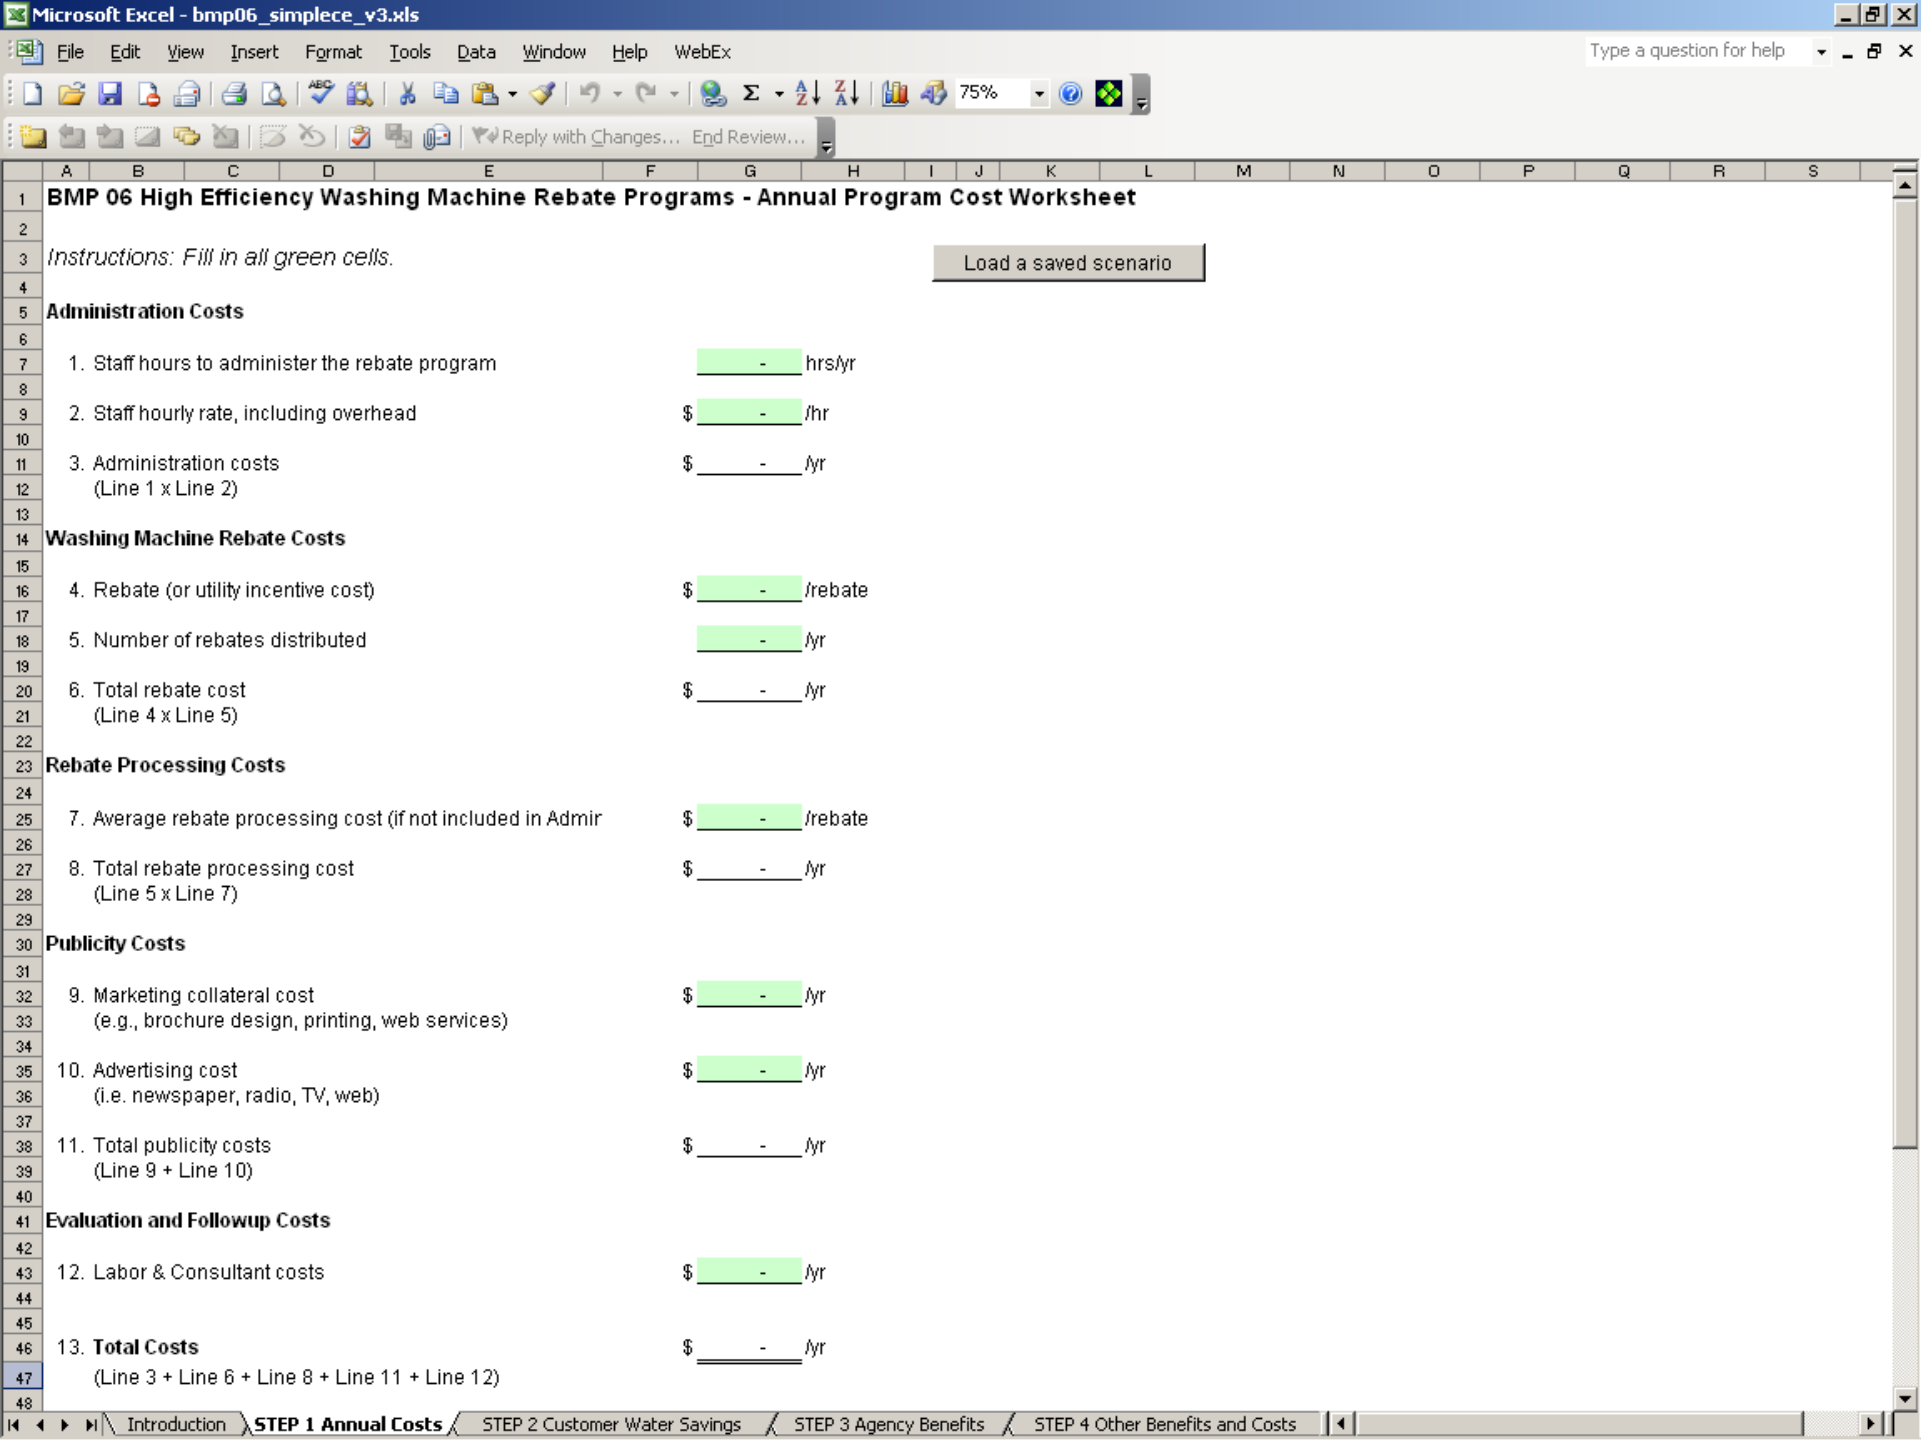 Microsoft Excel - bmp06_simplece_v3.xls
File Edit View Insert Format Tools Data Window Help WebEx Type a question for help
75%
Reply with Changes... End Review...
A B C D E F G H I J K L M N O P Q R S
1 BMP 06 High Efficiency Washing Machine Rebate Programs - Annual Program Cost Worksheet
2
3 Instructions: Fill in all green cells. Load a saved scenario
4
5 Administration Costs
6
7 1. Staff hours to administer the rebate program - hrs/yr
8
9 2. Staff hourly rate, including overhead $ - /hr
10
11 3. Administration costs $ - /yr
12 (Line 1 x Line 2)
13
14 Washing Machine Rebate Costs
15
16 4. Rebate (or utility incentive cost) $ - /rebate
17
18 5. Number of rebates distributed - /yr
19
20 6. Total rebate cost $ - /yr
21 (Line 4 x Line 5)
22
23 Rebate Processing Costs
24
25 7. Average rebate processing cost (if not included in Admir $ - /rebate
26
27 8. Total rebate processing cost $ - /yr
28 (Line 5 x Line 7)
29
30 Publicity Costs
31
32 9. Marketing collateral cost $ - /yr
33 (e.g., brochure design, printing, web services)
34
35 10. Advertising cost $ - /yr
36 (i.e. newspaper, radio, TV, web)
37
38 11. Total publicity costs $ - /yr
39 (Line 9 + Line 10)
40
41 Evaluation and Followup Costs
42
43 12. Labor & Consultant costs $ - /yr
44
45
46 13. Total Costs $ - /yr
47 (Line 3 + Line 6 + Line 8 + Line 11 + Line 12)
48
Introduction STEP 1 Annual Costs STEP 2 Customer Water Savings STEP 3 Agency Benefits STEP 4 Other Benefits and Costs